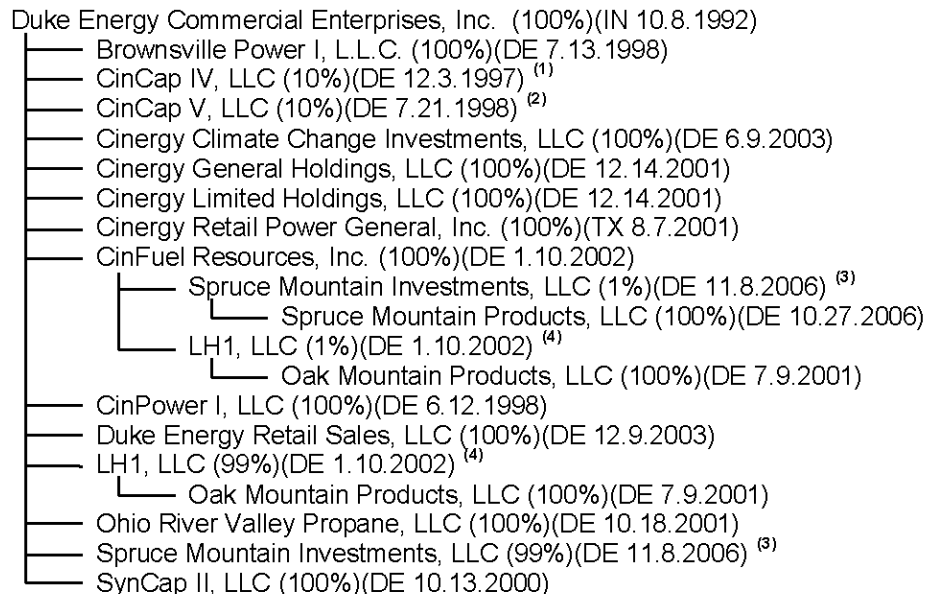 Duke Energy Commercial Enterprises, Inc. (100%)(IN 10.8.1992)
Brownsville Power I, L.L.C. (100%)(DE 7.13.1998)
CinCap IV, LLC (10%)(DE 12.3.1997) (1)
CinCap V, LLC (10%)(DE 7.21.1998) (2)
Cinergy Climate Change Investments, LLC (100%)(DE 6.9.2003)
Cinergy General Holdings, LLC (100%)(DE 12.14.2001)
Cinergy Limited Holdings, LLC (100%)(DE 12.14.2001)
Cinergy Retail Power General, Inc. (100%)(TX 8.7.2001)
CinFuel Resources, Inc. (100%)(DE 1.10.2002)
Spruce Mountain Investments, LLC (1%)(DE 11.8.2006) (3)
Spruce Mountain Products, LLC (100%)(DE 10.27.2006)
LH1, LLC (1%)(DE 1.10.2002) (4)
Oak Mountain Products, LLC (100%)(DE 7.9.2001)
CinPower I, LLC (100%)(DE 6.12.1998)
Duke Energy Retail Sales, LLC (100%)(DE 12.9.2003)
LH1, LLC (99%)(DE 1.10.2002) (4)
Oak Mountain Products, LLC (100%)(DE 7.9.2001)
Ohio River Valley Propane, LLC (100%)(DE 10.18.2001)
Spruce Mountain Investments, LLC (99%)(DE 11.8.2006) (3)
SynCap II, LLC (100%)(DE 10.13.2000)